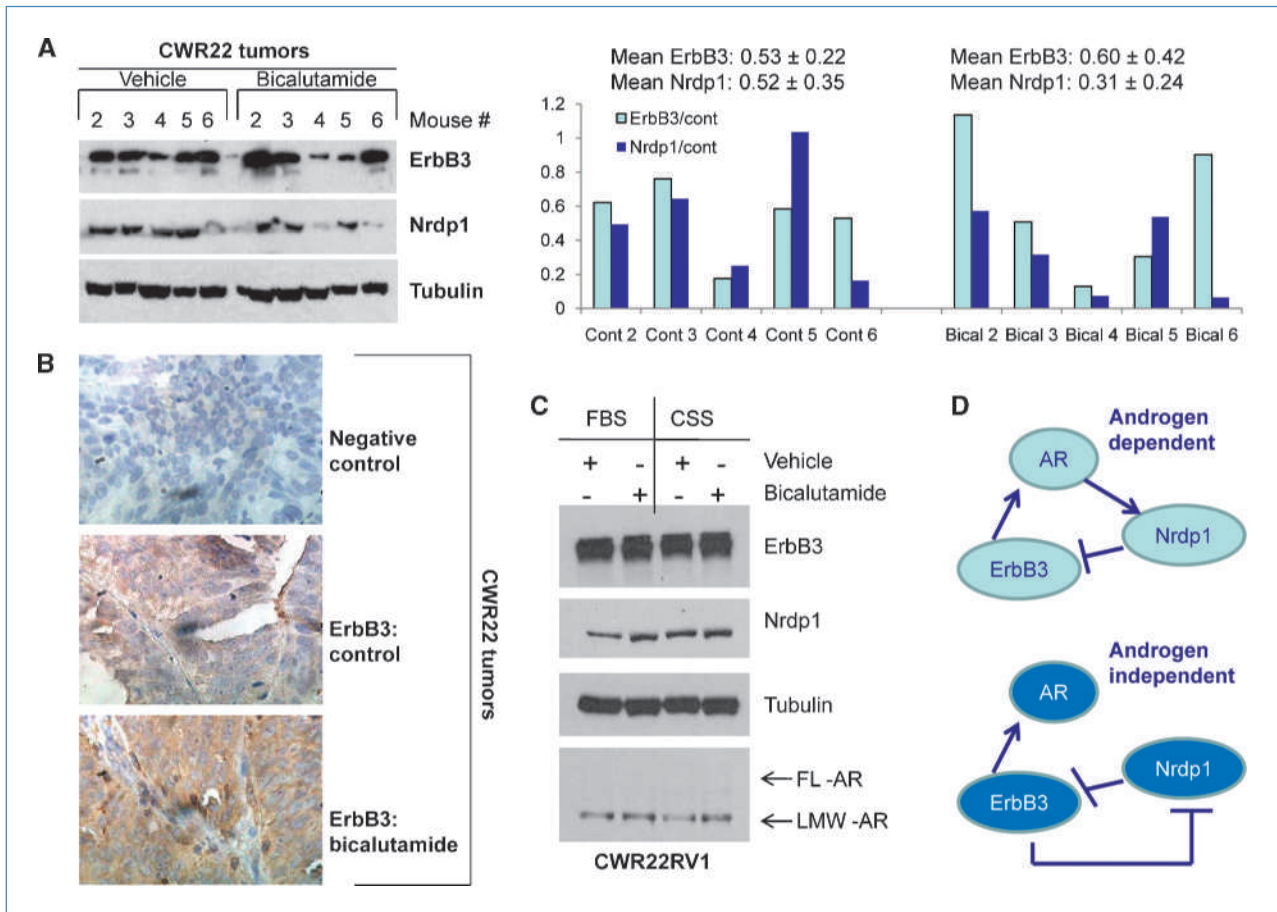 A
CWR22 tumors
Vehicle Bicalutamide
2 3 4 5 6 2 3 4 5 6 Mouse #
ErbB3
Nrdp1
Tubulin
Mean ErbB3: 0.53 ± 0.22
Mean Nrdp1: 0.52 ± 0.35
Mean ErbB3: 0.60 ± 0.42
Mean Nrdp1: 0.31 ± 0.24
ErbB3/cont
Nrdp1/cont
1.2
1
0.8
0.6
0.4
0.2
0
Cont 2 Cont 3 Cont 4 Cont 5 Cont 6 Bical 2 Bical 3 Bical 4 Bical 5 Bical 6
B
Negative
control
ErbB3:
control
ErbB3:
bicalutamide
CWR22 tumors
C
FBS CSS
+ - + - Vehicle
- + - + Bicalutamide
ErbB3
Nrdp1
Tubulin
FL -AR
LMW -AR
CWR22RV1
D
Androgen
dependent
AR
Nrdp1
ErbB3
Androgen
independent
AR
Nrdp1
ErbB3